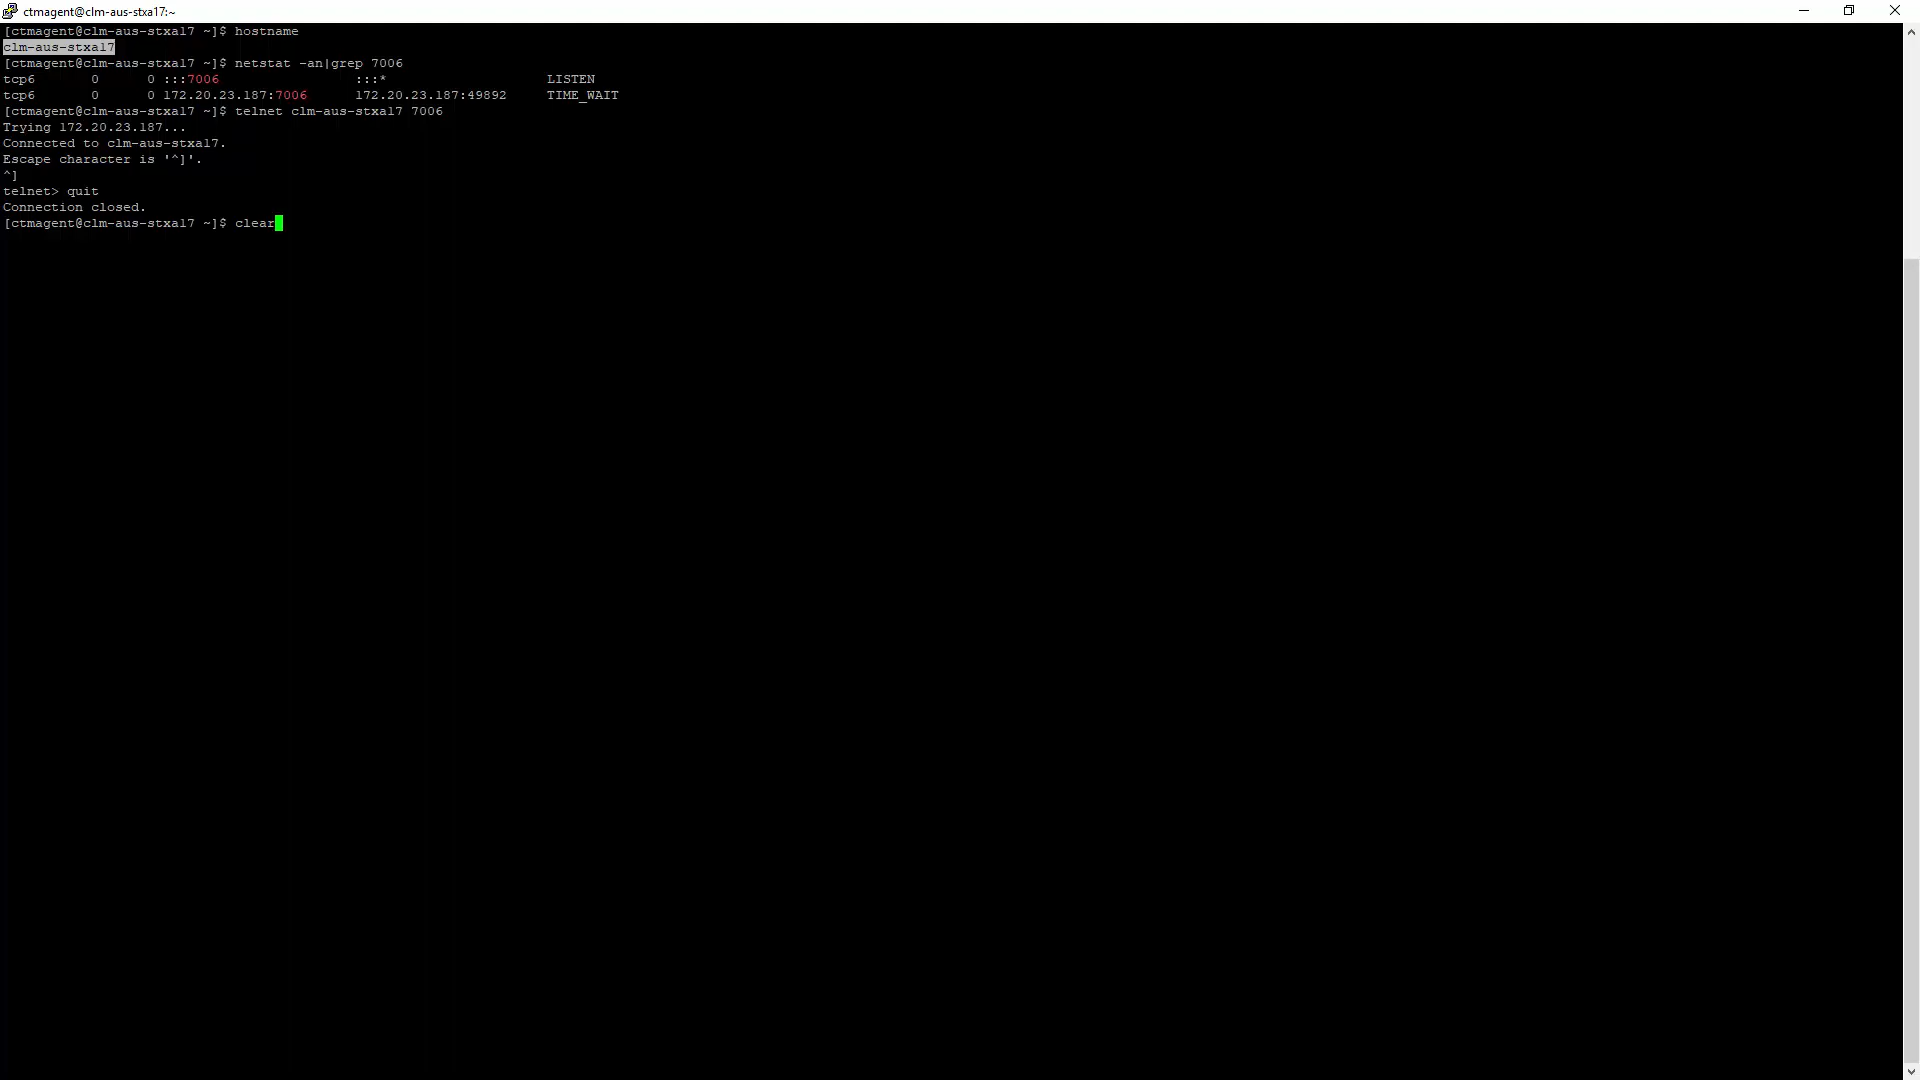 ctmagent@clm-aus-stxa17:~
[ctmagent@clm-aus-stxa17 ~]$ hostname
clm-aus-stxa17
[ctmagent@clm-aus-stxa17 ~]$ netstat -an|grep 7006
tcp6       0      0 :::7006                 :::*                    LISTEN
tcp6       0      0 172.20.23.187:7006      172.20.23.187:49892     TIME_WAIT
[ctmagent@clm-aus-stxa17 ~]$ telnet clm-aus-stxa17 7006
Trying 172.20.23.187...
Connected to clm-aus-stxa17.
Escape character is '^]'.
^]
telnet> quit
Connection closed.
[ctmagent@clm-aus-stxa17 ~]$ clear